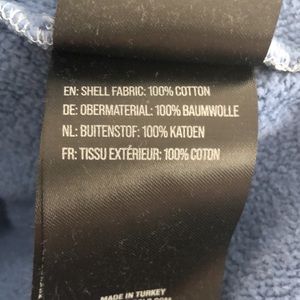 EN: SHELL FABRIC: 100% COTTON
DE: OBERMATERIAL: 100% BAUMWOLLE
NL: BUITENSTOF: 100% KATOEN
FR: TISSU EXTÉRIEUR: 100% COTON
MADE IN TURKEY